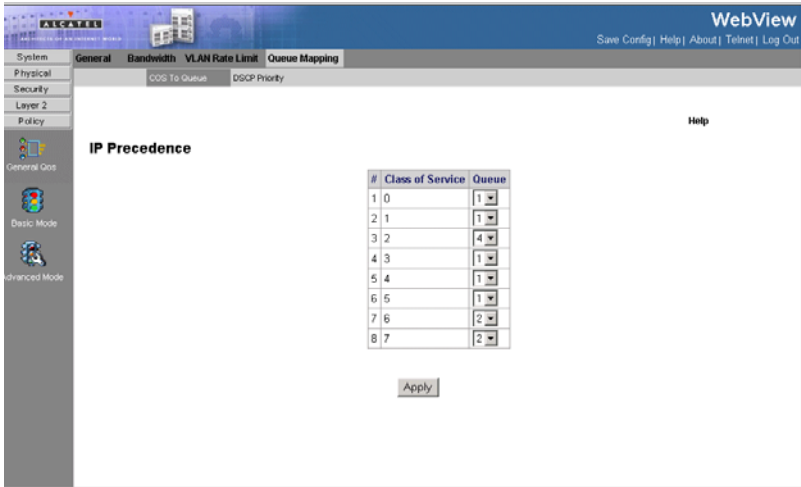 ALCATEL
WebView
Save Config | Help | About | Telnet | Log Out
System
Physical
Security
Layer 2
Policy
General Bandwidth VLAN Rate Limit Queue Mapping
COS To Queue DSCP Priority
Help
General Qos
Basic Mode
Advanced Mode
IP Precedence
# Class of Service Queue
1 0 1
2 1 1
3 2 4
4 3 1
5 4 1
6 5 1
7 6 2
8 7 2
Apply